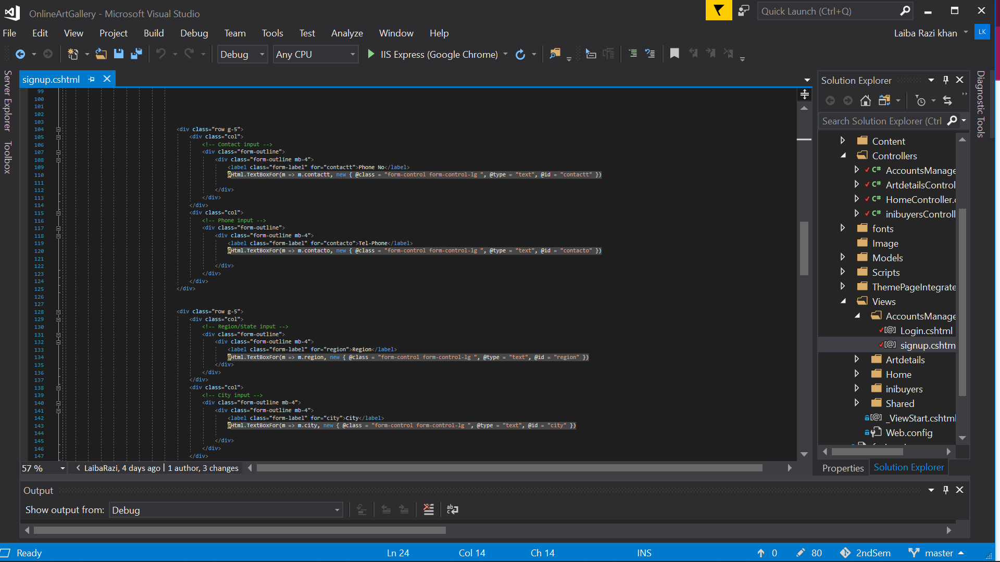 OnlineArtGallery - Microsoft Visual Studio
Quick Launch (Ctrl+Q)
File Edit View Project Build Debug Team Tools Test Analyze Window Help
Laiba Razi khan
LK
Debug
Any CPU
IIS Express (Google Chrome)
Server Explorer
Toolbox
signup.cshtml
99
100
101
102
103
104 <div class="row g-5">
105 <div class="col">
106 <!-- Contact input -->
107 <div class="form-outline">
108 <div class="form-outline mb-4">
109 <label class="form-label" for="contactt">Phone No</label>
110 @Html.TextBoxFor(m => m.contactt, new { @class = "form-control form-control-lg ", @type = "text", @id = "contactt" })
111
112 </div>
113 </div>
114 </div>
115 <div class="col">
116 <!-- Phone input -->
117 <div class="form-outline">
118 <div class="form-outline mb-4">
119 <label class="form-label" for="contacto">Tel-Phone</label>
120 @Html.TextBoxFor(m => m.contacto, new { @class = "form-control form-control-lg ", @type = "text", @id = "contacto" })
121
122 </div>
123 </div>
124 </div>
125 </div>
126
127
128 <div class="row g-5">
129 <div class="col">
130 <!-- Region/State input -->
131 <div class="form-outline">
132 <div class="form-outline mb-4">
133 <label class="form-label" for="region">Region</label>
134 @Html.TextBoxFor(m => m.region, new { @class = "form-control form-control-lg ", @type = "text", @id = "region" })
135 </div>
136 </div>
137 </div>
138 <div class="col">
139 <!-- City input -->
140 <div class="form-outline mb-4">
141 <div class="form-outline mb-4">
142 <label class="form-label" for="city">City</label>
143 @Html.TextBoxFor(m => m.city, new { @class = "form-control form-control-lg ", @type = "text", @id = "city" })
144
145 </div>
146 </div>
147 </div>
57 %
LaibaRazi, 4 days ago | 1 author, 3 changes
Solution Explorer
Search Solution Explorer (Ctrl
Content
Controllers
C# AccountsManage
C# ArtdetailsControl
C# HomeController.c
C# inibuyersControll
fonts
Image
Models
Scripts
ThemePageIntegrate
Views
AccountsManage
[@] Login.cshtml
[@] signup.cshtm
Artdetails
Home
inibuyers
Shared
[@] _ViewStart.cshtml
Web.config
Properties
Solution Explorer
Diagnostic Tools
Output
Show output from: Debug
Ready
Ln 24
Col 14
Ch 14
INS
0
80
2ndSem
master